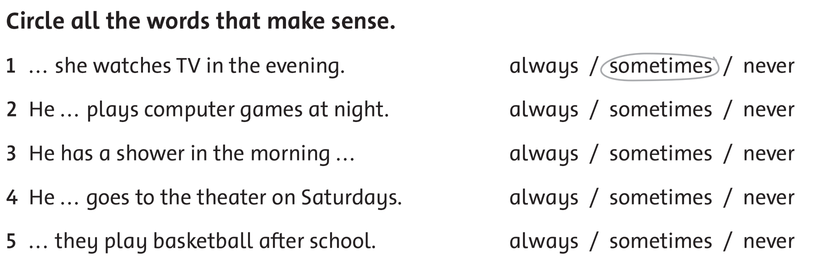 Circle all the words that make sense.
1 … she watches TV in the evening. always / sometimes / never
2 He … plays computer games at night. always / sometimes / never
3 He has a shower in the morning … always / sometimes / never
4 He … goes to the theater on Saturdays. always / sometimes / never
5 … they play basketball after school. always / sometimes / never